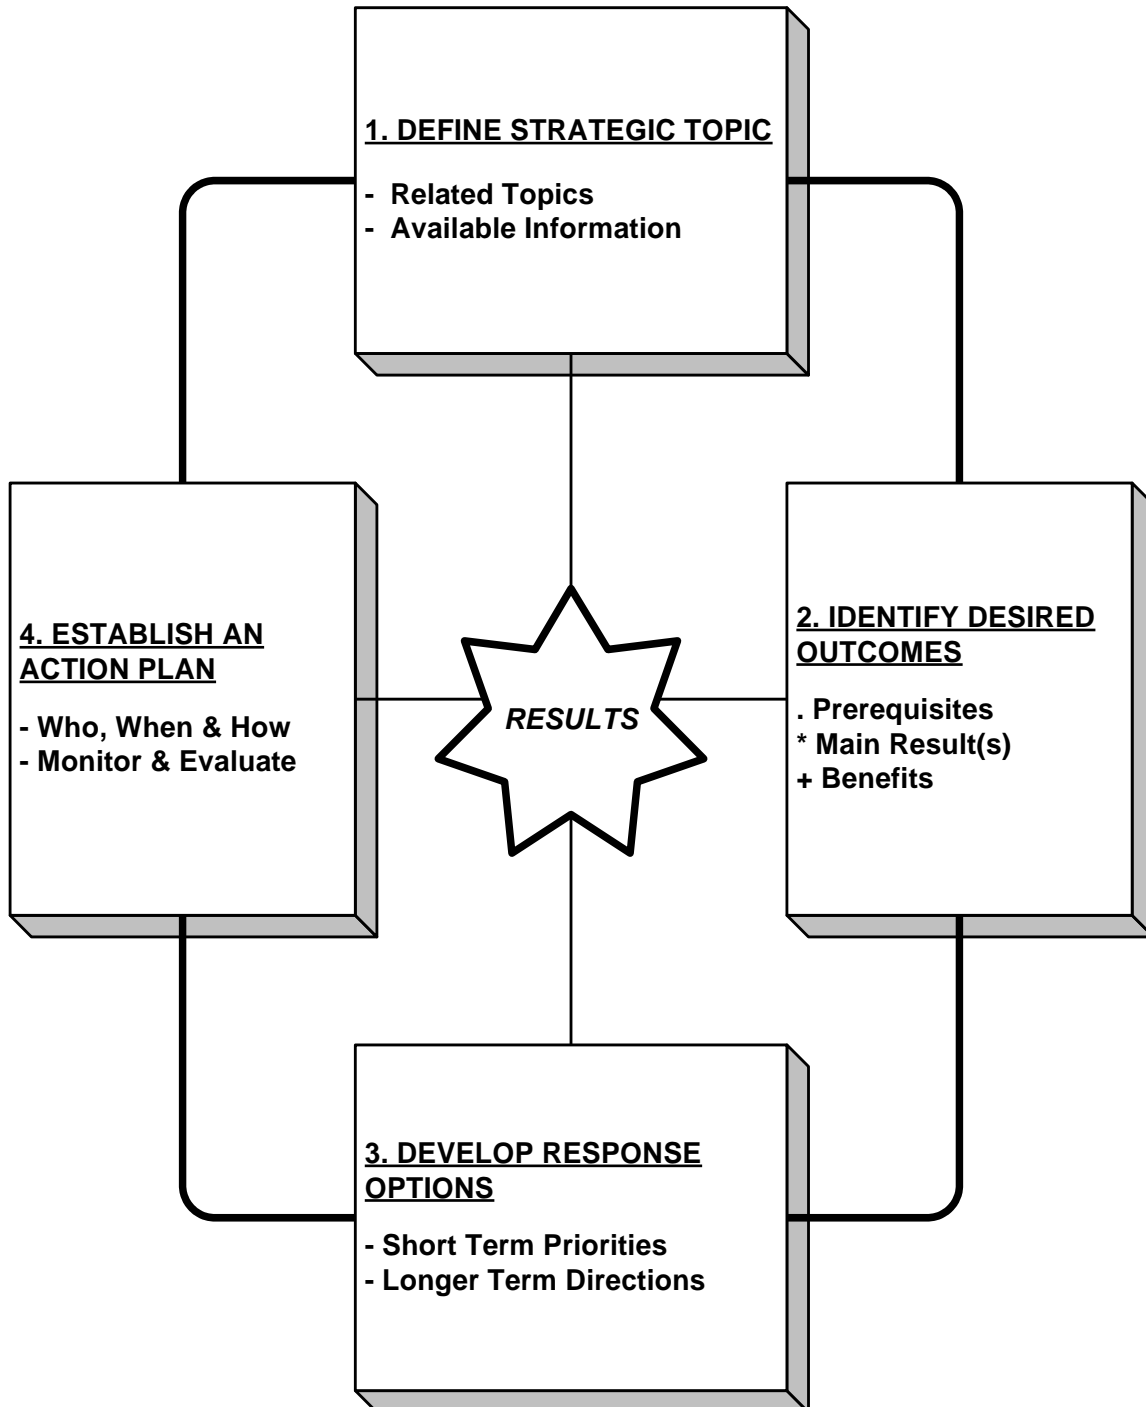 1. DEFINE STRATEGIC TOPIC
- Related Topics
- Available Information
2. IDENTIFY DESIRED
OUTCOMES
. Prerequisites
* Main Result(s)
+ Benefits
3. DEVELOP RESPONSE
OPTIONS
- Short Term Priorities
- Longer Term Directions
4. ESTABLISH AN
ACTION PLAN
- Who, When & How
- Monitor & Evaluate
RESULTS